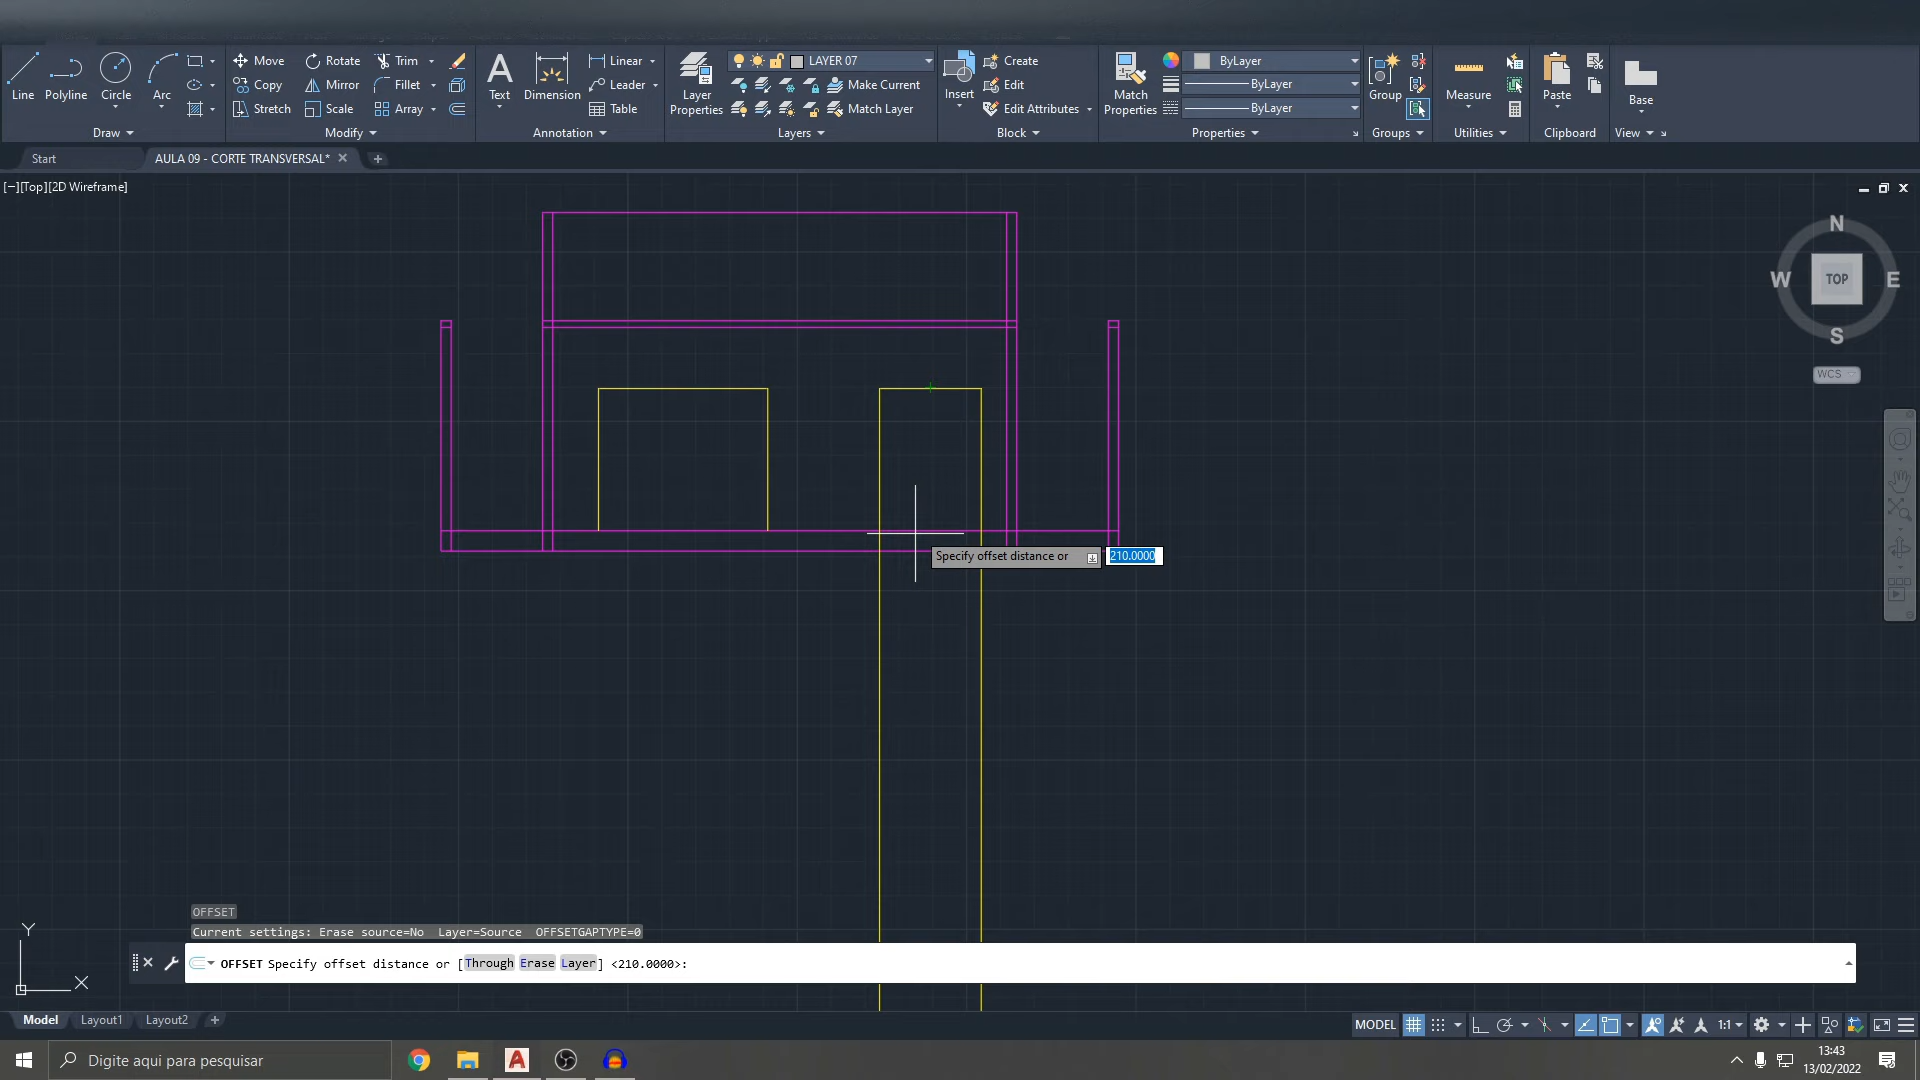 Line
Polyline
Circle
Arc
Draw
Move
Rotate
Trim
Copy
Mirror
Fillet
Stretch
Scale
Array
Modify
Text
Dimension
Linear
Leader
Table
Annotation
Layer
Properties
LAYER 07
Make Current
Match Layer
Layers
Insert
Create
Edit
Edit Attributes
Block
Match
Properties
ByLayer
ByLayer
ByLayer
Properties
Group
Groups
Measure
Utilities
Paste
Clipboard
Base
View
Start
AULA 09 - CORTE TRANSVERSAL*
[−][Top][2D Wireframe]
N
W
TOP
E
S
WCS
Specify offset distance or
210.0000
OFFSET
Current settings: Erase source=No Layer=Source OFFSETGAPTYPE=0
OFFSET Specify offset distance or [Through Erase Layer] <210.0000>:
Y
X
Model
Layout1
Layout2
MODEL
1:1
Digite aqui para pesquisar
13:43
13/02/2022